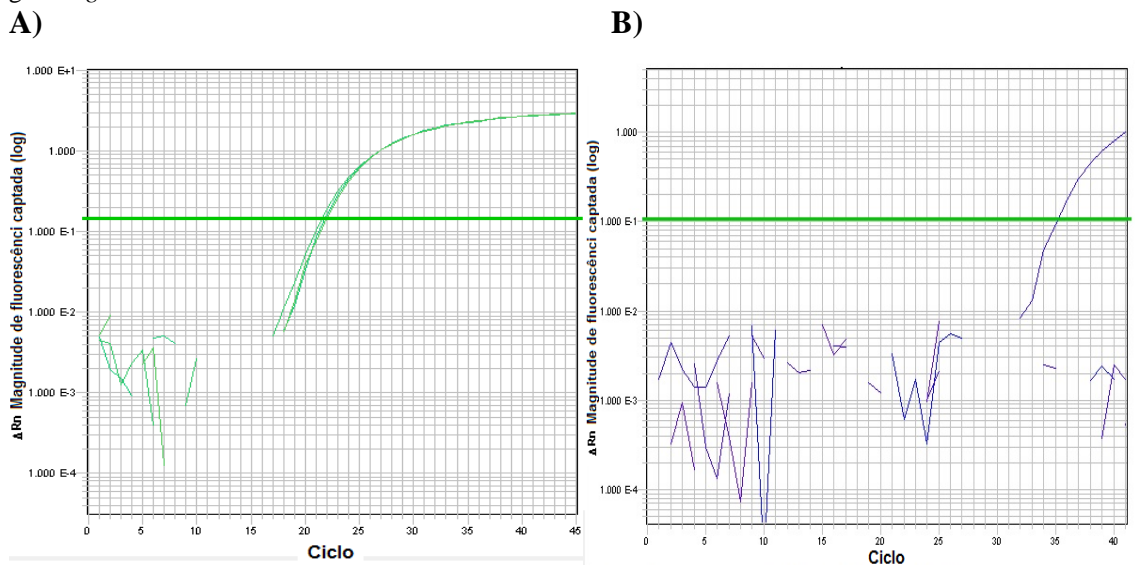 A)
B)
1.000 E+1
1.000
1.000 E-1
1.000 E-2
1.000 E-3
1.000 E-4
ΔRn Magnitude de fluorescênci captada (log)
0 5 10 15 20 25 30 35 40 45
Ciclo
1.000
1.000 E-1
1.000 E-2
1.000 E-3
1.000 E-4
ΔRn Magnitude de fluorescênci captada (log)
0 5 10 15 20 25 30 35 40
Ciclo